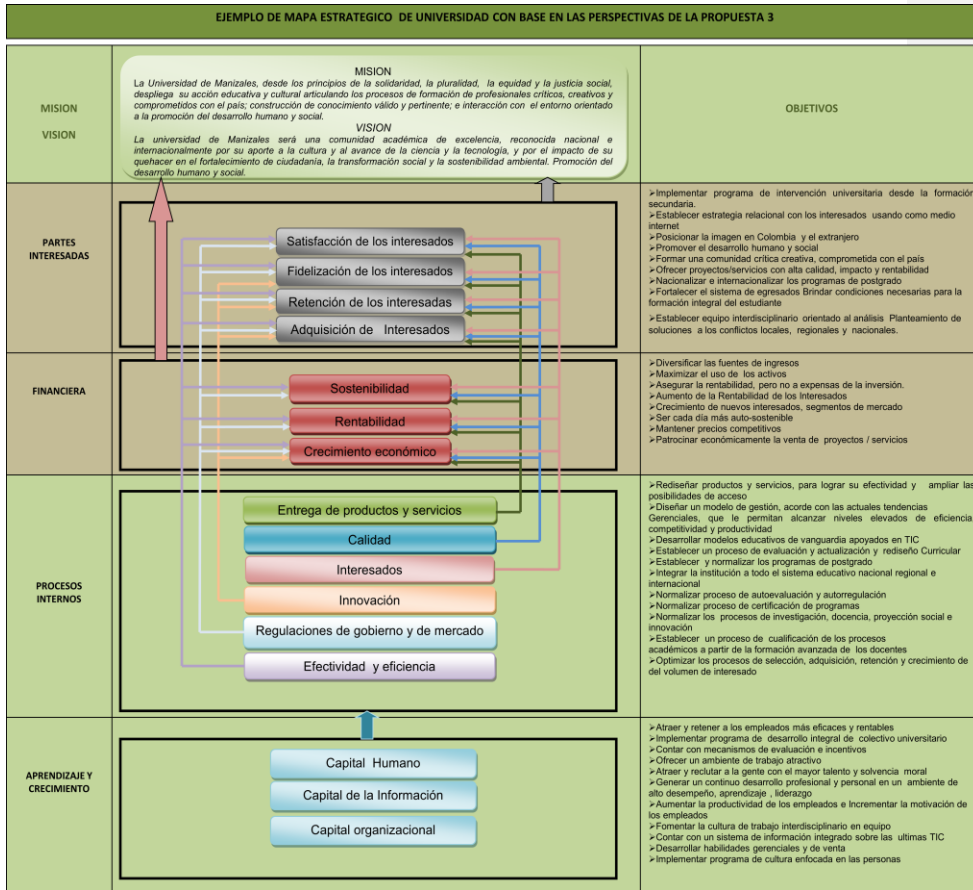 EJEMPLO DE MAPA ESTRATEGICO DE UNIVERSIDAD CON BASE EN LAS PERSPECTIVAS DE LA PROPUESTA 3
MISION
VISION
MISION
La Universidad de Manizales, desde los principios de la solidaridad, la pluralidad, la equidad y la justicia social,
despliega su acción educativa y cultural articulando los procesos de formación de profesionales críticos, creativos y
comprometidos con el país; construcción de conocimiento válido y pertinente; e interacción con el entorno orientado
a la promoción del desarrollo humano y social.
VISION
La universidad de Manizales será una comunidad académica de excelencia, reconocida nacional e
internacionalmente por su aporte a la cultura y al avance de la ciencia y la tecnología, y por el impacto de su
quehacer en el fortalecimiento de ciudadanía, la transformación social y la sostenibilidad ambiental. Promoción del
desarrollo humano y social.
OBJETIVOS
PARTES
INTERESADAS
Satisfacción de los interesados
Fidelización de los interesados
Retención de los interesadas
Adquisición de Interesados
➢Implementar programa de intervención universitaria desde la formación
secundaria.
➢Establecer estrategia relacional con los interesados usando como medio
internet
➢Posicionar la imagen en Colombia y el extranjero
➢Promover el desarrollo humano y social
➢Formar una comunidad crítica creativa, comprometida con el país
➢Ofrecer proyectos/servicios con alta calidad, impacto y rentabilidad
➢Nacionalizar e internacionalizar los programas de postgrado
➢Fortalecer el sistema de egresados Brindar condiciones necesarias para la
formación integral del estudiante
➢Establecer equipo interdisciplinario orientado al análisis Planteamiento de
soluciones a los conflictos locales, regionales y nacionales.
FINANCIERA
Sostenibilidad
Rentabilidad
Crecimiento económico
➢Diversificar las fuentes de ingresos
➢Maximizar el uso de los activos
➢Asegurar la rentabilidad, pero no a expensas de la inversión.
➢Aumento de la Rentabilidad de los Interesados
➢Crecimiento de nuevos interesados, segmentos de mercado
➢Ser cada día más auto-sostenible
➢Mantener precios competitivos
➢Patrocinar económicamente la venta de proyectos / servicios
PROCESOS
INTERNOS
Entrega de productos y servicios
Calidad
Interesados
Innovación
Regulaciones de gobierno y de mercado
Efectividad y eficiencia
➢Rediseñar productos y servicios, para lograr su efectividad y ampliar las
posibilidades de acceso
➢Diseñar un modelo de gestión, acorde con las actuales tendencias
Gerenciales, que le permitan alcanzar niveles elevados de eficiencia,
competitividad y productividad
➢Desarrollar modelos educativos de vanguardia apoyados en TIC
➢Establecer un proceso de evaluación y actualización y rediseño Curricular
➢Establecer y normalizar los programas de postgrado
➢Integrar la institución a todo el sistema educativo nacional regional e
internacional
➢Normalizar proceso de autoevaluación y autorregulación
➢Normalizar proceso de certificación de programas
➢Normalizar los procesos de investigación, docencia, proyección social e
innovación
➢Establecer un proceso de cualificación de los procesos
académicos a partir de la formación avanzada de los docentes
➢Optimizar los procesos de selección, adquisición, retención y crecimiento de
del volumen de interesado
APRENDIZAJE Y
CRECIMIENTO
Capital Humano
Capital de la Información
Capital organizacional
➢Atraer y retener a los empleados más eficaces y rentables
➢Implementar programa de desarrollo integral de colectivo universitario
➢Contar con mecanismos de evaluación e incentivos
➢Ofrecer un ambiente de trabajo atractivo
➢Atraer y reclutar a la gente con el mayor talento y solvencia moral
➢Generar un continuo desarrollo profesional y personal en un ambiente de
alto desempeño, aprendizaje , liderazgo
➢Aumentar la productividad de los empleados e Incrementar la motivación de
los empleados
➢Fomentar la cultura de trabajo interdisciplinario en equipo
➢Contar con un sistema de información integrado sobre las ultimas TIC
➢Desarrollar habilidades gerenciales y de venta
➢Implementar programa de cultura enfocada en las personas